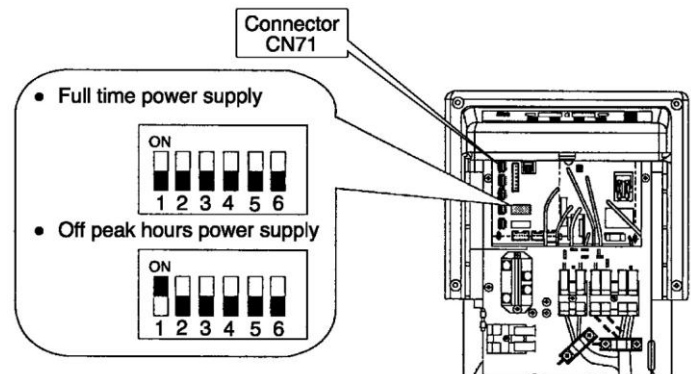 Connector
CN71
• Full time power supply
ON
1 2 3 4 5 6
• Off peak hours power supply
ON
1 2 3 4 5 6